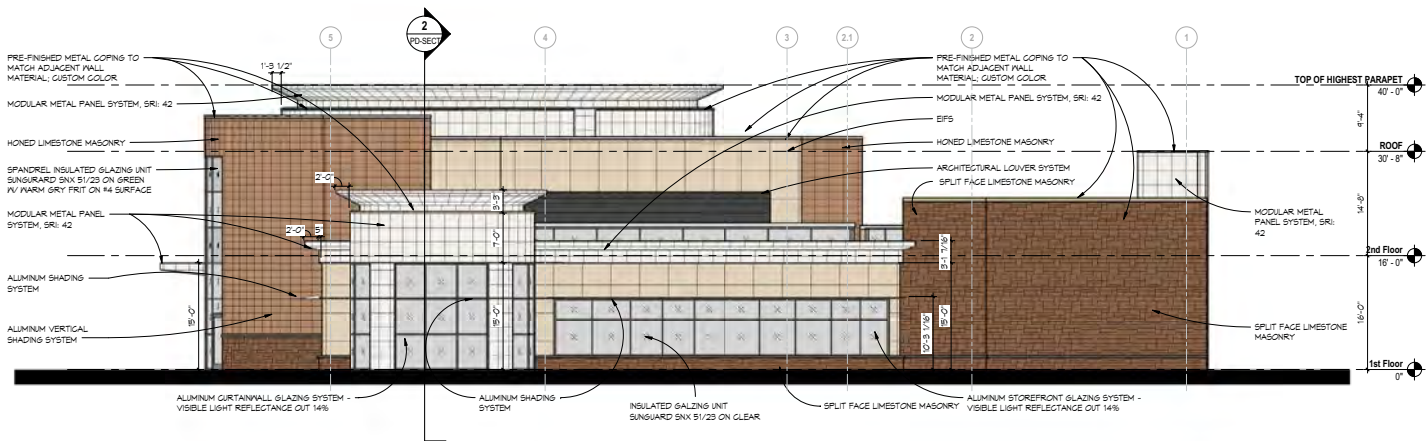 2
PD-SECT
5
4
3
2.1
2
1
PRE-FINISHED METAL COPING TO
MATCH ADJACENT WALL
MATERIAL; CUSTOM COLOR
1'-3 1/2"
MODULAR METAL PANEL SYSTEM, SRI: 42
HONED LIMESTONE MASONRY
SPANDREL INSULATED GLAZING UNIT
SUNGURARD SNX 51/23 ON GREEN
W/ WARM GRY FRIT ON #4 SURFACE
2'-0"
MODULAR METAL PANEL
SYSTEM, SRI: 42
2'-0"
5"
ALUMINUM SHADING
SYSTEM
15'-0"
ALUMINUM VERTICAL
SHADING SYSTEM
3'-3"
7'-0"
15'-0"
PRE-FINISHED METAL COPING TO
MATCH ADJACENT WALL
MATERIAL; CUSTOM COLOR
MODULAR METAL PANEL SYSTEM, SRI: 42
EIFS
HONED LIMESTONE MASONRY
ARCHITECTURAL LOUVER SYSTEM
SPLIT FACE LIMESTONE MASONRY
3'-1 7/16"
15'-0"
10'-3 1/16"
MODULAR METAL
PANEL SYSTEM, SRI:
42
SPLIT FACE LIMESTONE
MASONRY
TOP OF HIGHEST PARAPET
40' - 0"
9'-4"
ROOF
30' - 8"
14'-8"
2nd Floor
16' - 0"
16'-0"
1st Floor
0"
ALUMINUM CURTAINWALL GLAZING SYSTEM -
VISIBLE LIGHT REFLECTANCE OUT 14%
ALUMINUM SHADING
SYSTEM
INSULATED GALZING UNIT
SUNGUARD SNX 51/23 ON CLEAR
SPLIT FACE LIMESTONE MASONRY
ALUMINUM STOREFRONT GLAZING SYSTEM -
VISIBLE LIGHT REFLECTANCE OUT 14%